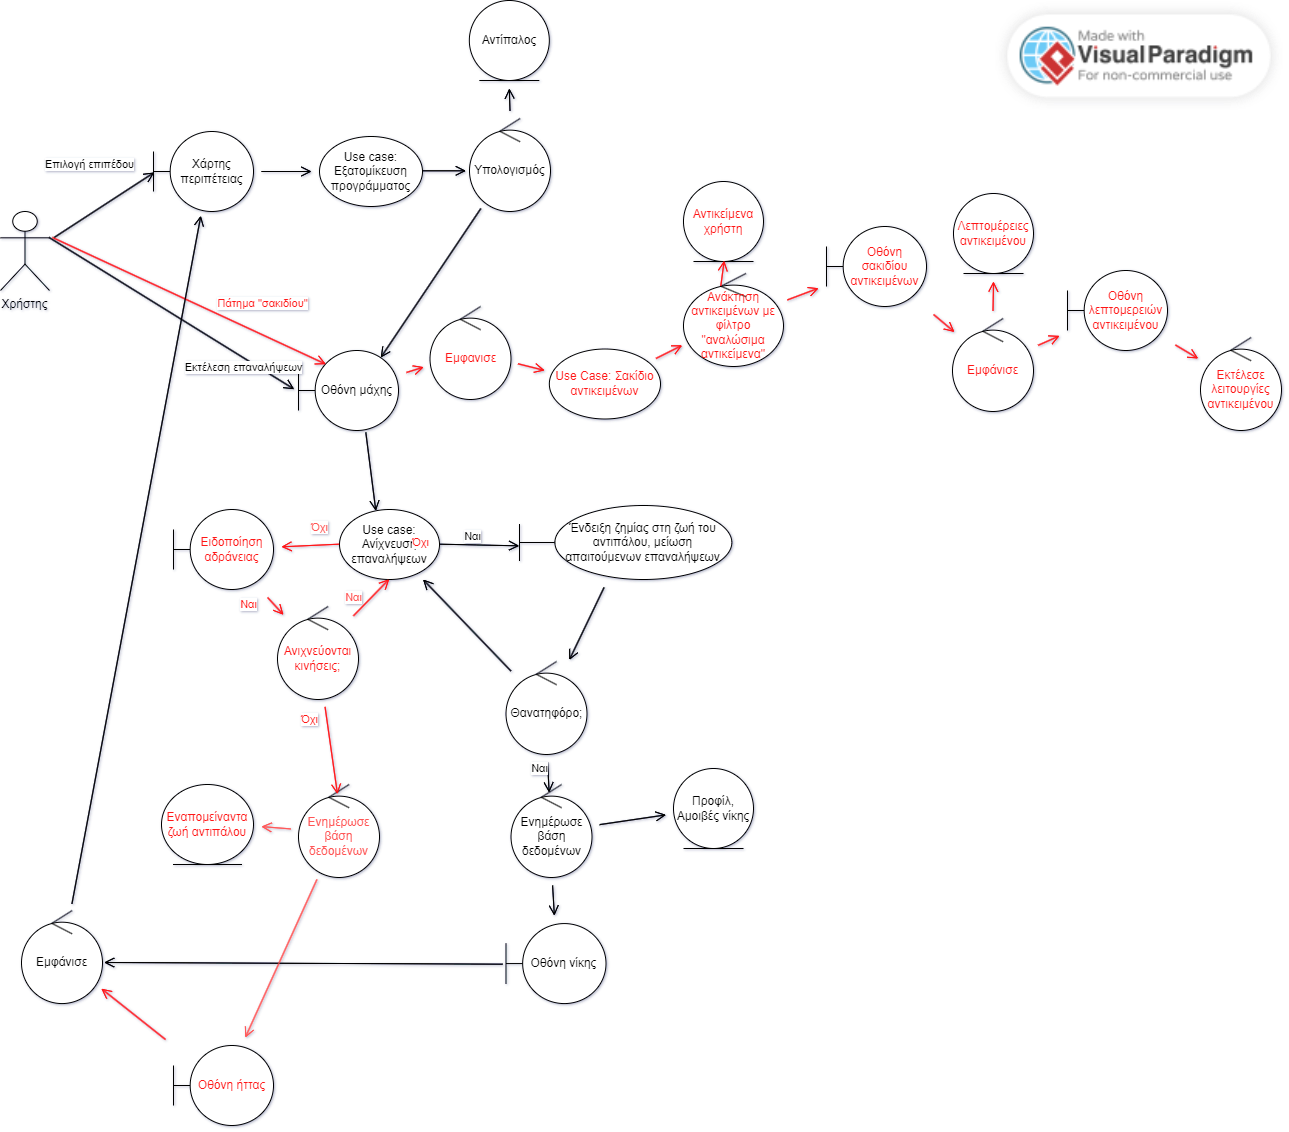 Made with
Visual Paradigm
For non-commercial use
Αντίπαλος
Επιλογή επιπέδου
Χάρτης
περιπέτειας
Use case:
Εξατομίκευση
προγράμματος
Υπολογισμός
Χρήστης
Πάτημα "σακιδίου"
Εκτέλεση επαναλήψεων
Οθόνη μάχης
Εμφανισε
Use Case: Σακίδιο
αντικειμένων
Αντικείμενα
χρήστη
Ανάκτηση
αντικειμένων με
φίλτρο
"αναλώσιμα
αντικείμενα"
Οθόνη
σακιδίου
αντικειμένων
Λεπτομέρειες
αντικειμένου
Εμφάνισε
Οθόνη
λεπτομερειών
αντικειμένου
Εκτέλεσε
λειτουργίες
αντικειμένου
Ειδοποίηση
αδράνειας
Όχι
Use case:
Ανίχνευση
επαναλήψεων
Όχι
Ναι
Ένδειξη ζημίας στη ζωή του
αντιπάλου, μείωση
απαιτούμενων επαναλήψεων
Ναι
Ναι
Ανιχνεύονται
κινήσεις;
Όχι
Θανατηφόρο;
Ναι
Εναπομείναντα
ζωή αντιπάλου
Ενημέρωσε
βάση
δεδομένων
Ενημέρωσε
βάση
δεδομένων
Προφίλ,
Αμοιβές νίκης
Εμφάνισε
Οθόνη νίκης
Οθόνη ήττας